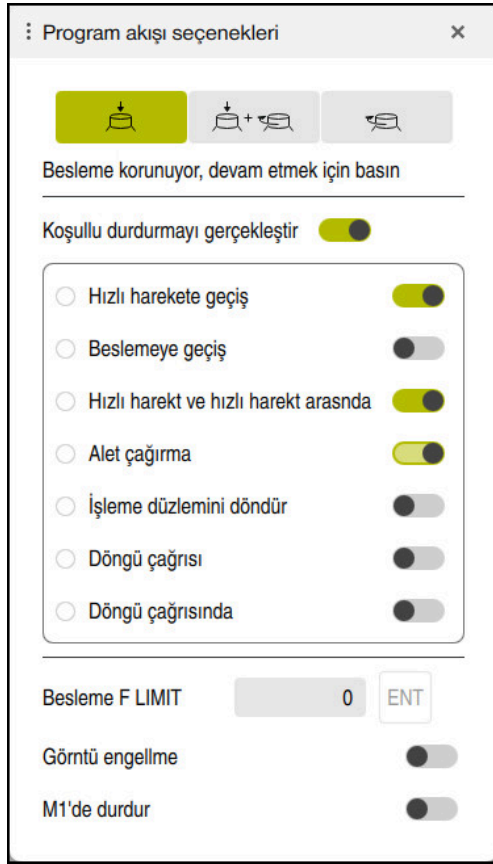 Program akışı seçenekleri
Besleme korunuyor, devam etmek için basın
Koşullu durdurmayı gerçekleştir
Hızlı harekete geçiş
Beslemeye geçiş
Hızlı harekt ve hızlı harekt arasnda
Alet çağırma
İşleme düzlemini döndür
Döngü çağrısı
Döngü çağrısında
Besleme F LIMIT 0 ENT
Görntü engellme
M1'de durdur